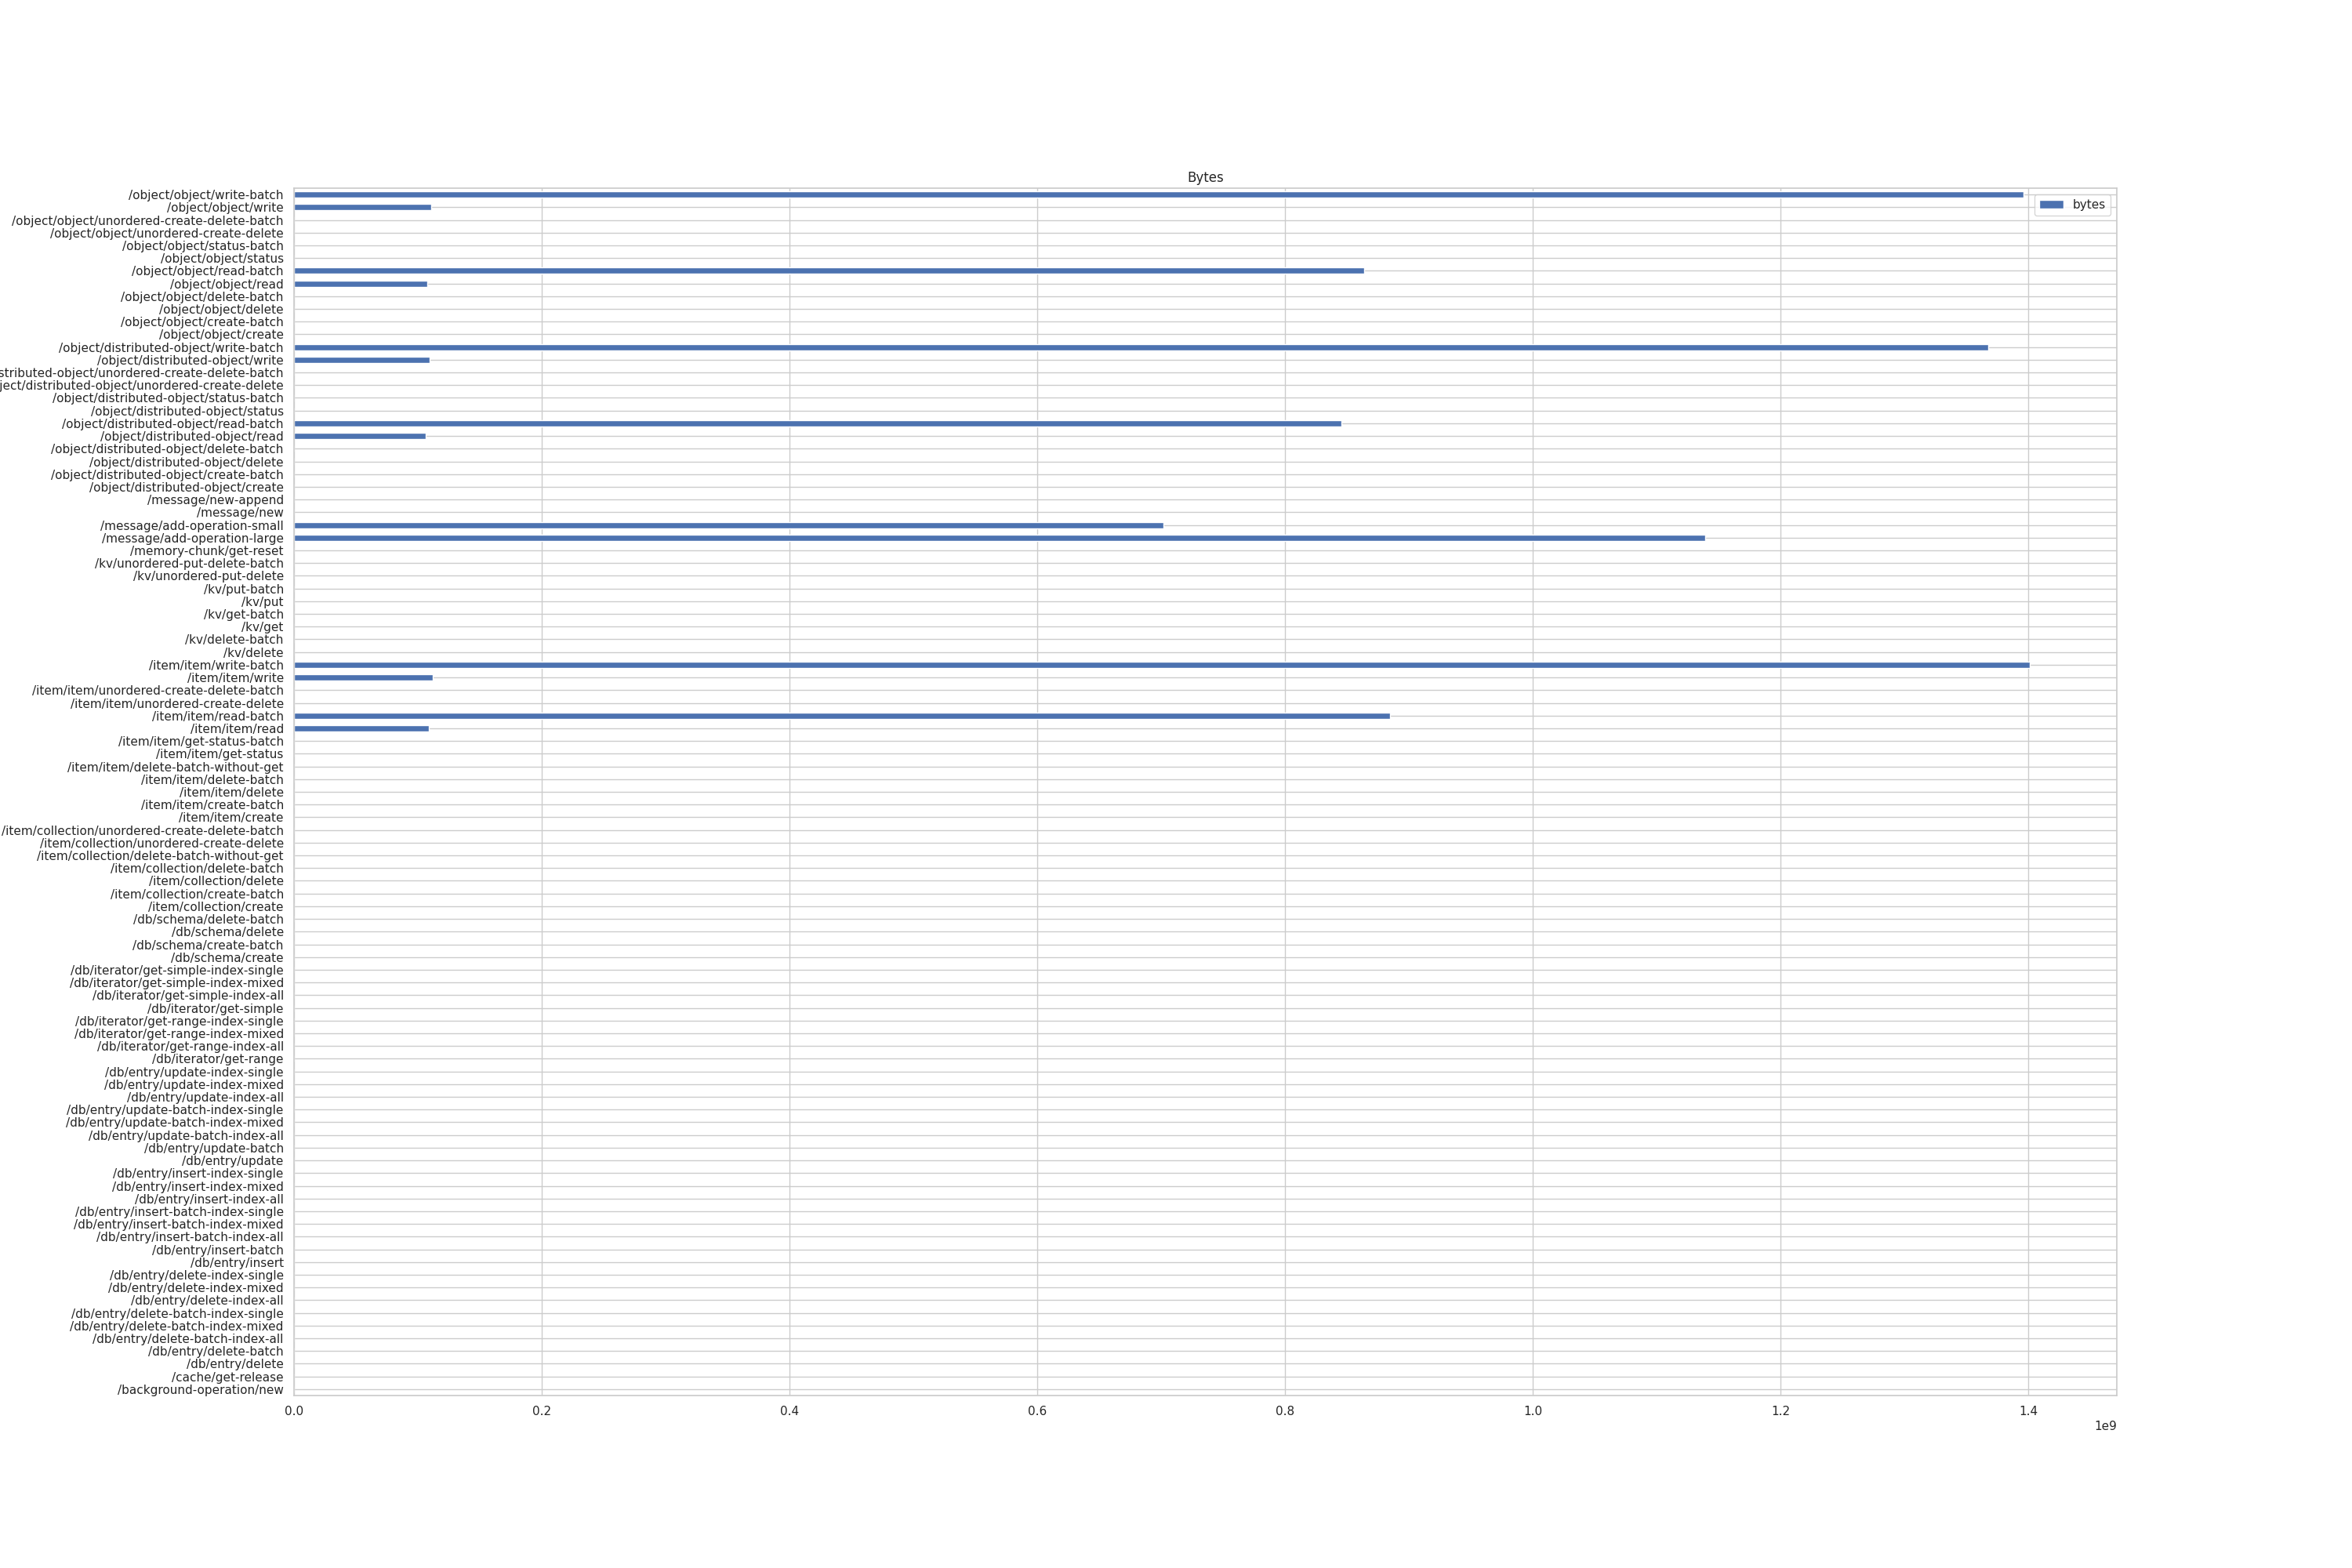 Bytes
bytes
/object/object/write-batch
/object/object/write
/object/object/unordered-create-delete-batch
/object/object/unordered-create-delete
/object/object/status-batch
/object/object/status
/object/object/read-batch
/object/object/read
/object/object/delete-batch
/object/object/delete
/object/object/create-batch
/object/object/create
/object/distributed-object/write-batch
/object/distributed-object/write
stributed-object/unordered-create-delete-batch
ject/distributed-object/unordered-create-delete
/object/distributed-object/status-batch
/object/distributed-object/status
/object/distributed-object/read-batch
/object/distributed-object/read
/object/distributed-object/delete-batch
/object/distributed-object/delete
/object/distributed-object/create-batch
/object/distributed-object/create
/message/new-append
/message/new
/message/add-operation-small
/message/add-operation-large
/memory-chunk/get-reset
/kv/unordered-put-delete-batch
/kv/unordered-put-delete
/kv/put-batch
/kv/put
/kv/get-batch
/kv/get
/kv/delete-batch
/kv/delete
/item/item/write-batch
/item/item/write
/item/item/unordered-create-delete-batch
/item/item/unordered-create-delete
/item/item/read-batch
/item/item/read
/item/item/get-status-batch
/item/item/get-status
/item/item/delete-batch-without-get
/item/item/delete-batch
/item/item/delete
/item/item/create-batch
/item/item/create
/item/collection/unordered-create-delete-batch
/item/collection/unordered-create-delete
/item/collection/delete-batch-without-get
/item/collection/delete-batch
/item/collection/delete
/item/collection/create-batch
/item/collection/create
/db/schema/delete-batch
/db/schema/delete
/db/schema/create-batch
/db/schema/create
/db/iterator/get-simple-index-single
/db/iterator/get-simple-index-mixed
/db/iterator/get-simple-index-all
/db/iterator/get-simple
/db/iterator/get-range-index-single
/db/iterator/get-range-index-mixed
/db/iterator/get-range-index-all
/db/iterator/get-range
/db/entry/update-index-single
/db/entry/update-index-mixed
/db/entry/update-index-all
/db/entry/update-batch-index-single
/db/entry/update-batch-index-mixed
/db/entry/update-batch-index-all
/db/entry/update-batch
/db/entry/update
/db/entry/insert-index-single
/db/entry/insert-index-mixed
/db/entry/insert-index-all
/db/entry/insert-batch-index-single
/db/entry/insert-batch-index-mixed
/db/entry/insert-batch-index-all
/db/entry/insert-batch
/db/entry/insert
/db/entry/delete-index-single
/db/entry/delete-index-mixed
/db/entry/delete-index-all
/db/entry/delete-batch-index-single
/db/entry/delete-batch-index-mixed
/db/entry/delete-batch-index-all
/db/entry/delete-batch
/db/entry/delete
/cache/get-release
/background-operation/new
0.0 0.2 0.4 0.6 0.8 1.0 1.2 1.4
1e9